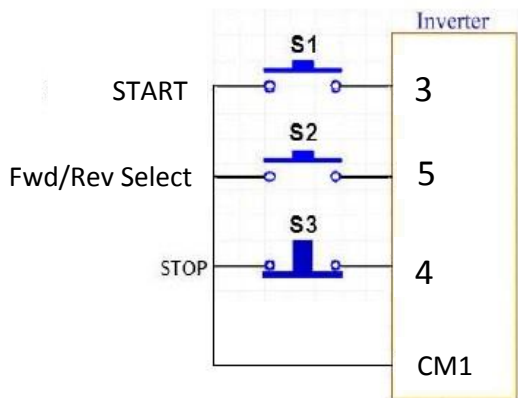 Inverter
S1
START
3
S2
Fwd/Rev Select
5
S3
STOP
4
CM1